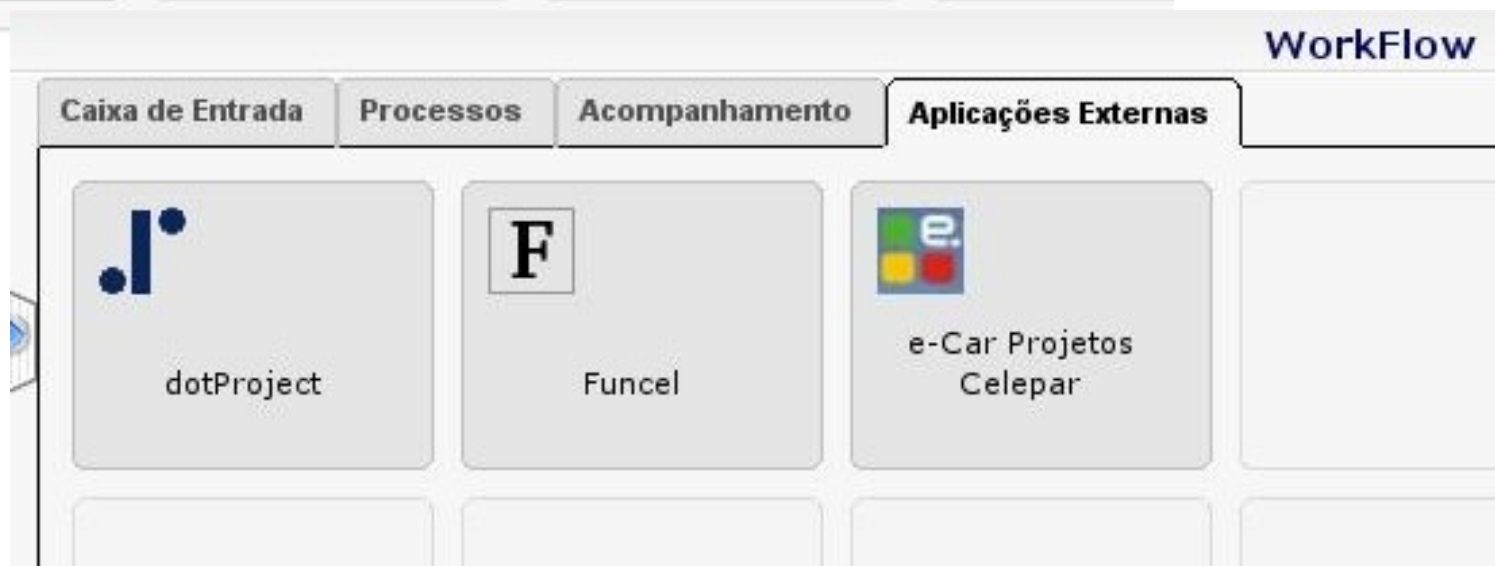 WorkFlow
Caixa de Entrada
Processos
Acompanhamento
Aplicações Externas
F
e.
dotProject
Funcel
e-Car Projetos
Celepar